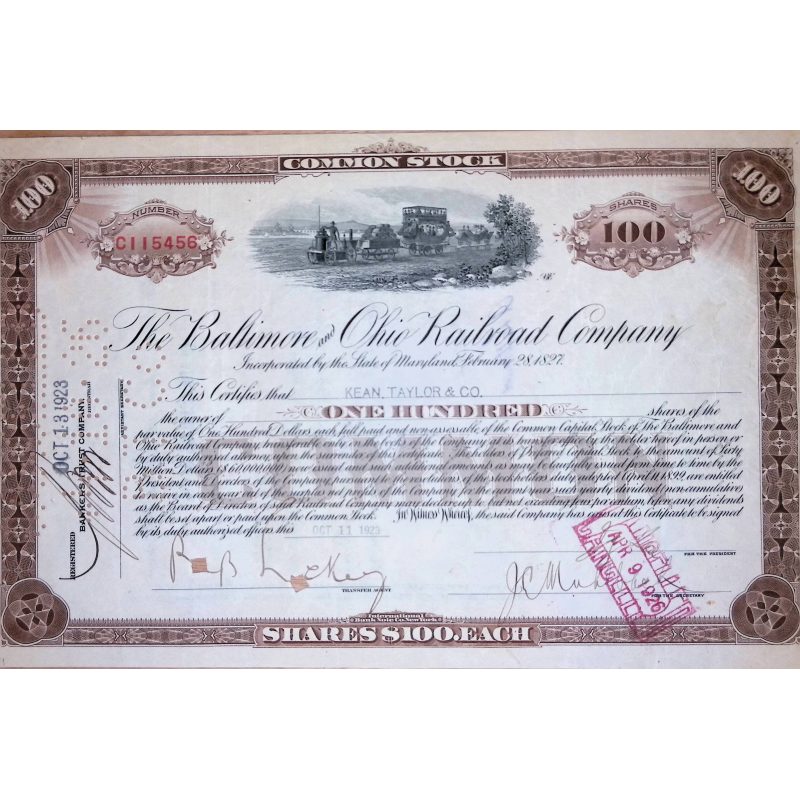 COMMON STOCK
100
100
NUMBER
C115456
SHARES
100
The Baltimore and Ohio Railroad Company
Incorporated by the State of Maryland, February 28, 1827.
This Certifies that KEAN, TAYLOR & CO.
the owner of ONE HUNDRED shares of the
par value of One Hundred Dollars each full paid and non-assessable of the Common Capital Stock of The Baltimore and
Ohio Railroad Company, transferable only on the books of the Company at its transfer office by the holder hereof in person or
by duly authorized attorney, upon the surrender of this certificate. The holders of Preferred Capital Stock to the amount of Sixty
Million Dollars ($60,000,000) now issued and such additional amounts as may be lawfully issued from time to time by the
President and Directors of the Company, pursuant to the resolutions of the stockholders duly adopted April 11, 1899, are entitled
to receive in each year out of the surplus net profits of the Company for the current year such yearly dividend (non-cumulative)
as the Board of Directors of said Railroad Company may declare up to but not exceeding four per centum before any dividends
shall be set apart or paid upon the Common Stock. In Witness Whereof, the said Company has caused this Certificate to be signed
by its duly authorized officers this OCT 11 1923
FOR THE PRESIDENT
TRANSFER AGENT
FOR THE SECRETARY
International
Bank Note Co. New York
SHARES $100. EACH
OCT 13 1923
REGISTERED
BANKERS TRUST COMPANY,
REGISTRAR
ASSISTANT SECRETARY
CANCELLED
APR 9 1926